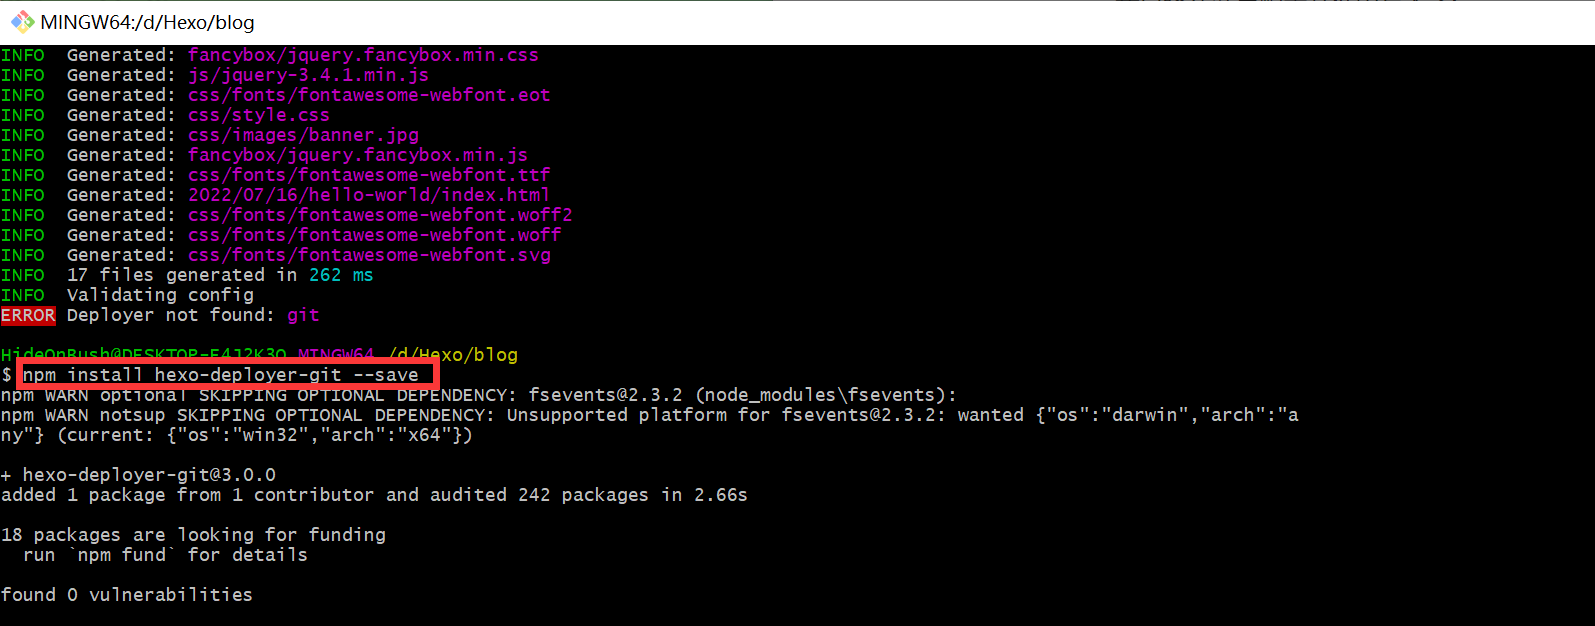 MINGW64:/d/Hexo/blog
INFO  Generated: fancybox/jquery.fancybox.min.css
INFO  Generated: js/jquery-3.4.1.min.js
INFO  Generated: css/fonts/fontawesome-webfont.eot
INFO  Generated: css/style.css
INFO  Generated: css/images/banner.jpg
INFO  Generated: fancybox/jquery.fancybox.min.js
INFO  Generated: css/fonts/fontawesome-webfont.ttf
INFO  Generated: 2022/07/16/hello-world/index.html
INFO  Generated: css/fonts/fontawesome-webfont.woff2
INFO  Generated: css/fonts/fontawesome-webfont.woff
INFO  Generated: css/fonts/fontawesome-webfont.svg
INFO  17 files generated in 262 ms
INFO  Validating config
ERROR Deployer not found: git
HideOnBush@DESKTOP-E4J2K3O MINGW64 /d/Hexo/blog
$ npm install hexo-deployer-git --save
npm WARN optional SKIPPING OPTIONAL DEPENDENCY: fsevents@2.3.2 (node_modules\fsevents):
npm WARN notsup SKIPPING OPTIONAL DEPENDENCY: Unsupported platform for fsevents@2.3.2: wanted {"os":"darwin","arch":"a
ny"} (current: {"os":"win32","arch":"x64"})
+ hexo-deployer-git@3.0.0
added 1 package from 1 contributor and audited 242 packages in 2.66s
18 packages are looking for funding
  run `npm fund` for details
found 0 vulnerabilities